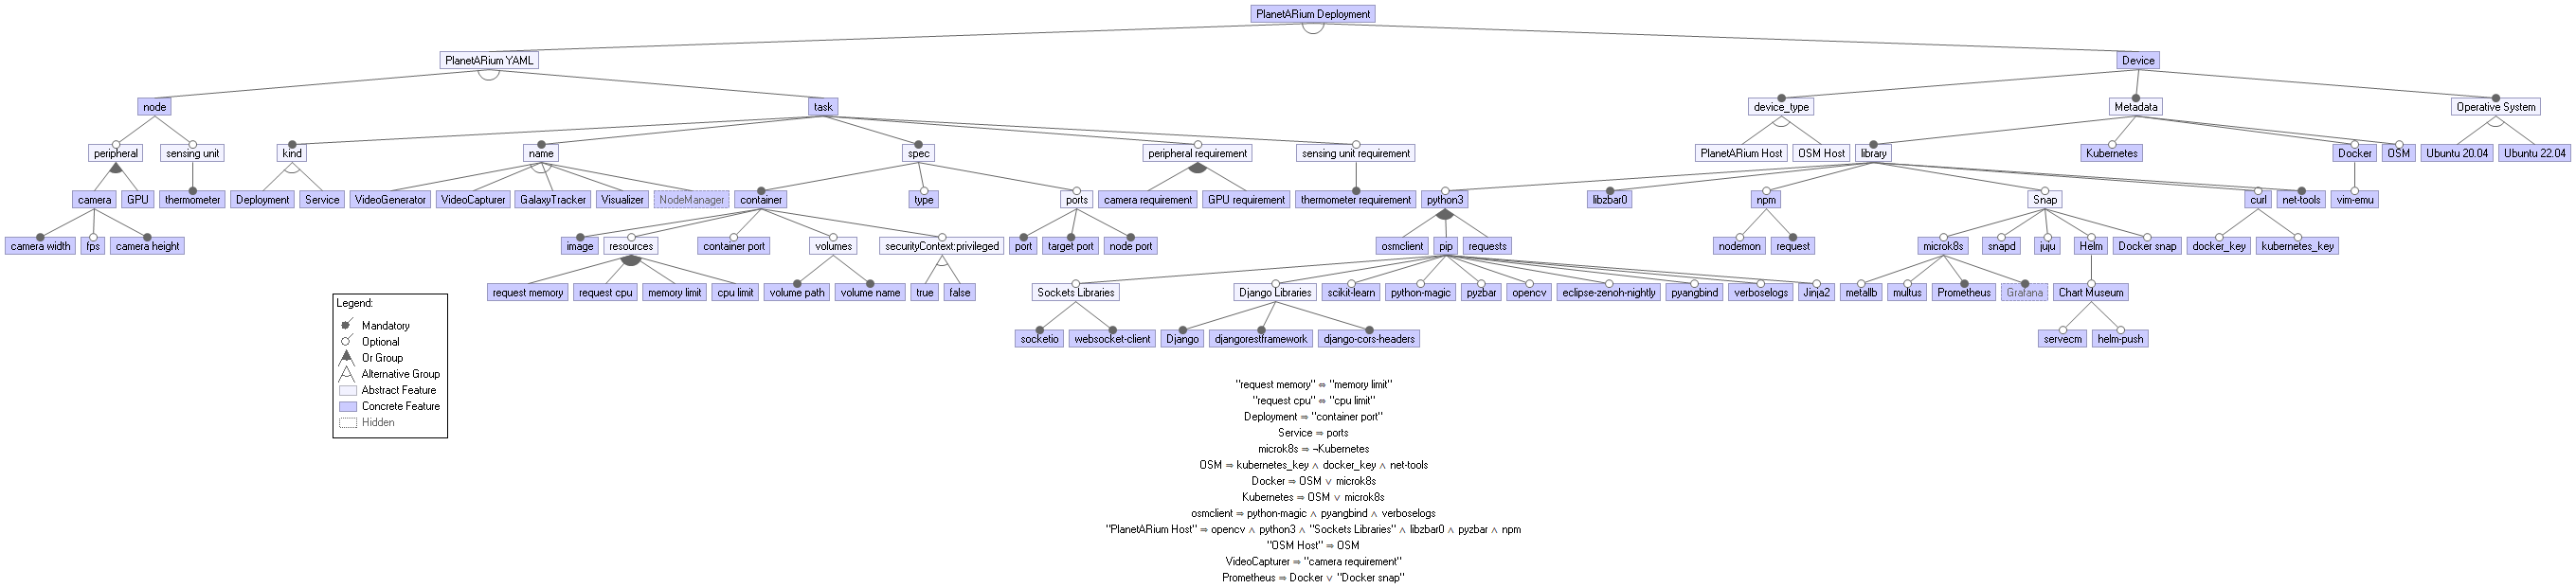 PlanetARium Deployment
PlanetARium YAML
Device
node
task
device_type
Metadata
Operative System
peripheral
sensing unit
kind
name
spec
peripheral requirement
sensing unit requirement
PlanetARium Host
OSM Host
library
Kubernetes
Docker
OSM
Ubuntu 20.04
Ubuntu 22.04
camera
GPU
thermometer
Deployment
Service
VideoGenerator
VideoCapturer
GalaxyTracker
Visualizer
NodeManager
container
type
ports
camera requirement
GPU requirement
thermometer requirement
python3
libzbar0
npm
Snap
curl
net-tools
vim-emu
camera width
fps
camera height
image
resources
container port
volumes
securityContext:privileged
port
target port
node port
osmclient
pip
requests
nodemon
request
microk8s
snapd
juju
Helm
Docker snap
docker_key
kubernetes_key
request memory
request cpu
memory limit
cpu limit
volume path
volume name
true
false
Sockets Libraries
Django Libraries
scikit-learn
python-magic
pyzbar
opencv
eclipse-zenoh-nightly
pyangbind
verboselogs
Jinja2
metallb
multus
Prometheus
Grafana
Chart Museum
socketio
websocket-client
Django
djangorestframework
django-cors-headers
servecm
helm-push
Legend:
Mandatory
Optional
Or Group
Alternative Group
Abstract Feature
Concrete Feature
Hidden
"request memory" ⇔ "memory limit"
"request cpu" ⇔ "cpu limit"
Deployment ⇒ "container port"
Service ⇒ ports
microk8s ⇒ ¬Kubernetes
OSM ⇒ kubernetes_key ∧ docker_key ∧ net-tools
Docker ⇒ OSM ∨ microk8s
Kubernetes ⇒ OSM ∨ microk8s
osmclient ⇒ python-magic ∧ pyangbind ∧ verboselogs
"PlanetARium Host" ⇒ opencv ∧ python3 ∧ "Sockets Libraries" ∧ libzbar0 ∧ pyzbar ∧ npm
"OSM Host" ⇒ OSM
VideoCapturer ⇒ "camera requirement"
Prometheus ⇒ Docker ∨ "Docker snap"